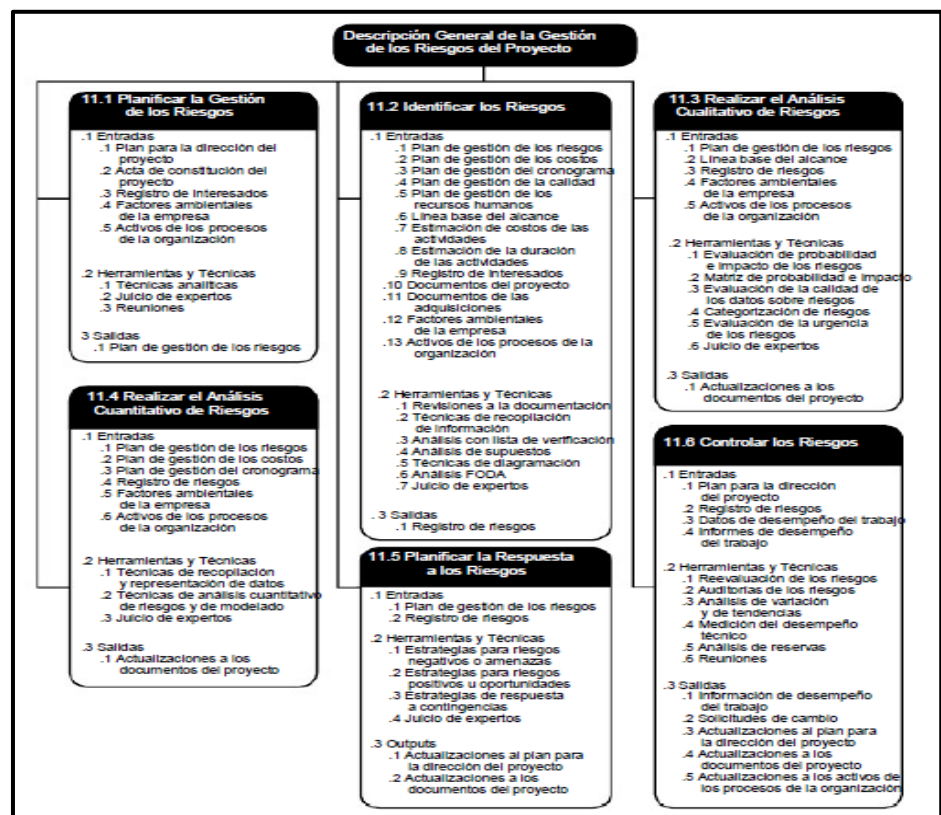 Descripción General de la Gestión
de los Riesgos del Proyecto
11.1 Planificar la Gestión
de los Riesgos
.1 Entradas
.1 Plan para la dirección del
proyecto
.2 Acta de constitución del
proyecto
.3 Registro de Interesados
.4 Factores ambientales
de la empresa
.5 Activos de los procesos
de la organización
.2 Herramientas y Técnicas
.1 Técnicas analíticas
.2 Juicio de expertos
.3 Reuniones
3 Salidas
.1 Plan de gestión de los riesgos
11.2 Identificar los Riesgos
.1 Entradas
.1 Plan de gestión de los riesgos
.2 Plan de gestión de los costos
.3 Plan de gestión del cronograma
.4 Plan de gestión de la calidad
.5 Plan de gestión de los
recursos humanos
.6 Línea base del alcance
.7 Estimación de costos de las
actividades
.8 Estimación de la duración
de las actividades
.9 Registro de Interesados
.10 Documentos del proyecto
.11 Documentos de las
adquisiciones
.12 Factores ambientales
de la empresa
.13 Activos de los procesos de la
organización
.2 Herramientas y Técnicas
.1 Revisiones a la documentación
.2 Técnicas de recopilación
de información
.3 Análisis con lista de verificación
.4 Análisis de supuestos
.5 Técnicas de diagramación
.6 Análisis FODA
.7 Juicio de expertos
.3 Salidas
.1 Registro de riesgos
11.3 Realizar el Análisis
Cualitativo de Riesgos
.1 Entradas
.1 Plan de gestión de los riesgos
.2 Línea base del alcance
.3 Registro de riesgos
.4 Factores ambientales
de la empresa
.5 Activos de los procesos de la
organización
.2 Herramientas y Técnicas
.1 Evaluación de probabilidad
e impacto de los riesgos
.2 Matriz de probabilidad e impacto
.3 Evaluación de la calidad de
los datos sobre riesgos
.4 Categorización de riesgos
.5 Evaluación de la urgencia
de los riesgos
.6 Juicio de expertos
.3 Salidas
.1 Actualizaciones a los
documentos del proyecto
11.4 Realizar el Análisis
Cuantitativo de Riesgos
.1 Entradas
.1 Plan de gestión de los riesgos
.2 Plan de gestión de los costos
.3 Plan de gestión del cronograma
.4 Registro de riesgos
.5 Factores ambientales
de la empresa
.6 Activos de los procesos
de la organización
.2 Herramientas y Técnicas
.1 Técnicas de recopilación
y representación de datos
.2 Técnicas de análisis cuantitativo
de riesgos y de modelado
.3 Juicio de expertos
.3 Salidas
.1 Actualizaciones a los
documentos del proyecto
11.5 Planificar la Respuesta
a los Riesgos
.1 Entradas
.1 Plan de gestión de los riesgos
.2 Registro de riesgos
.2 Herramientas y Técnicas
.1 Estrategias para riesgos
negativos o amenazas
.2 Estrategias para riesgos
positivos u oportunidades
.3 Estrategias de respuesta
a contingencias
.4 Juicio de expertos
.3 Outputs
.1 Actualizaciones al plan para
la dirección del proyecto
.2 Actualizaciones a los
documentos del proyecto
11.6 Controlar los Riesgos
.1 Entradas
.1 Plan para la dirección
del proyecto
.2 Registro de riesgos
.3 Datos de desempeño del trabajo
.4 Informes de desempeño
del trabajo
.2 Herramientas y Técnicas
.1 Reevaluación de los riesgos
.2 Auditorías de los riesgos
.3 Análisis de variación
y de tendencias
.4 Medición del desempeño
técnico
.5 Análisis de reservas
.6 Reuniones
.3 Salidas
.1 Información de desempeño
del trabajo
.2 Solicitudes de cambio
.3 Actualizaciones al plan para
la dirección del proyecto
.4 Actualizaciones a los
documentos del proyecto
.5 Actualizaciones a los activos de
los procesos de la organización